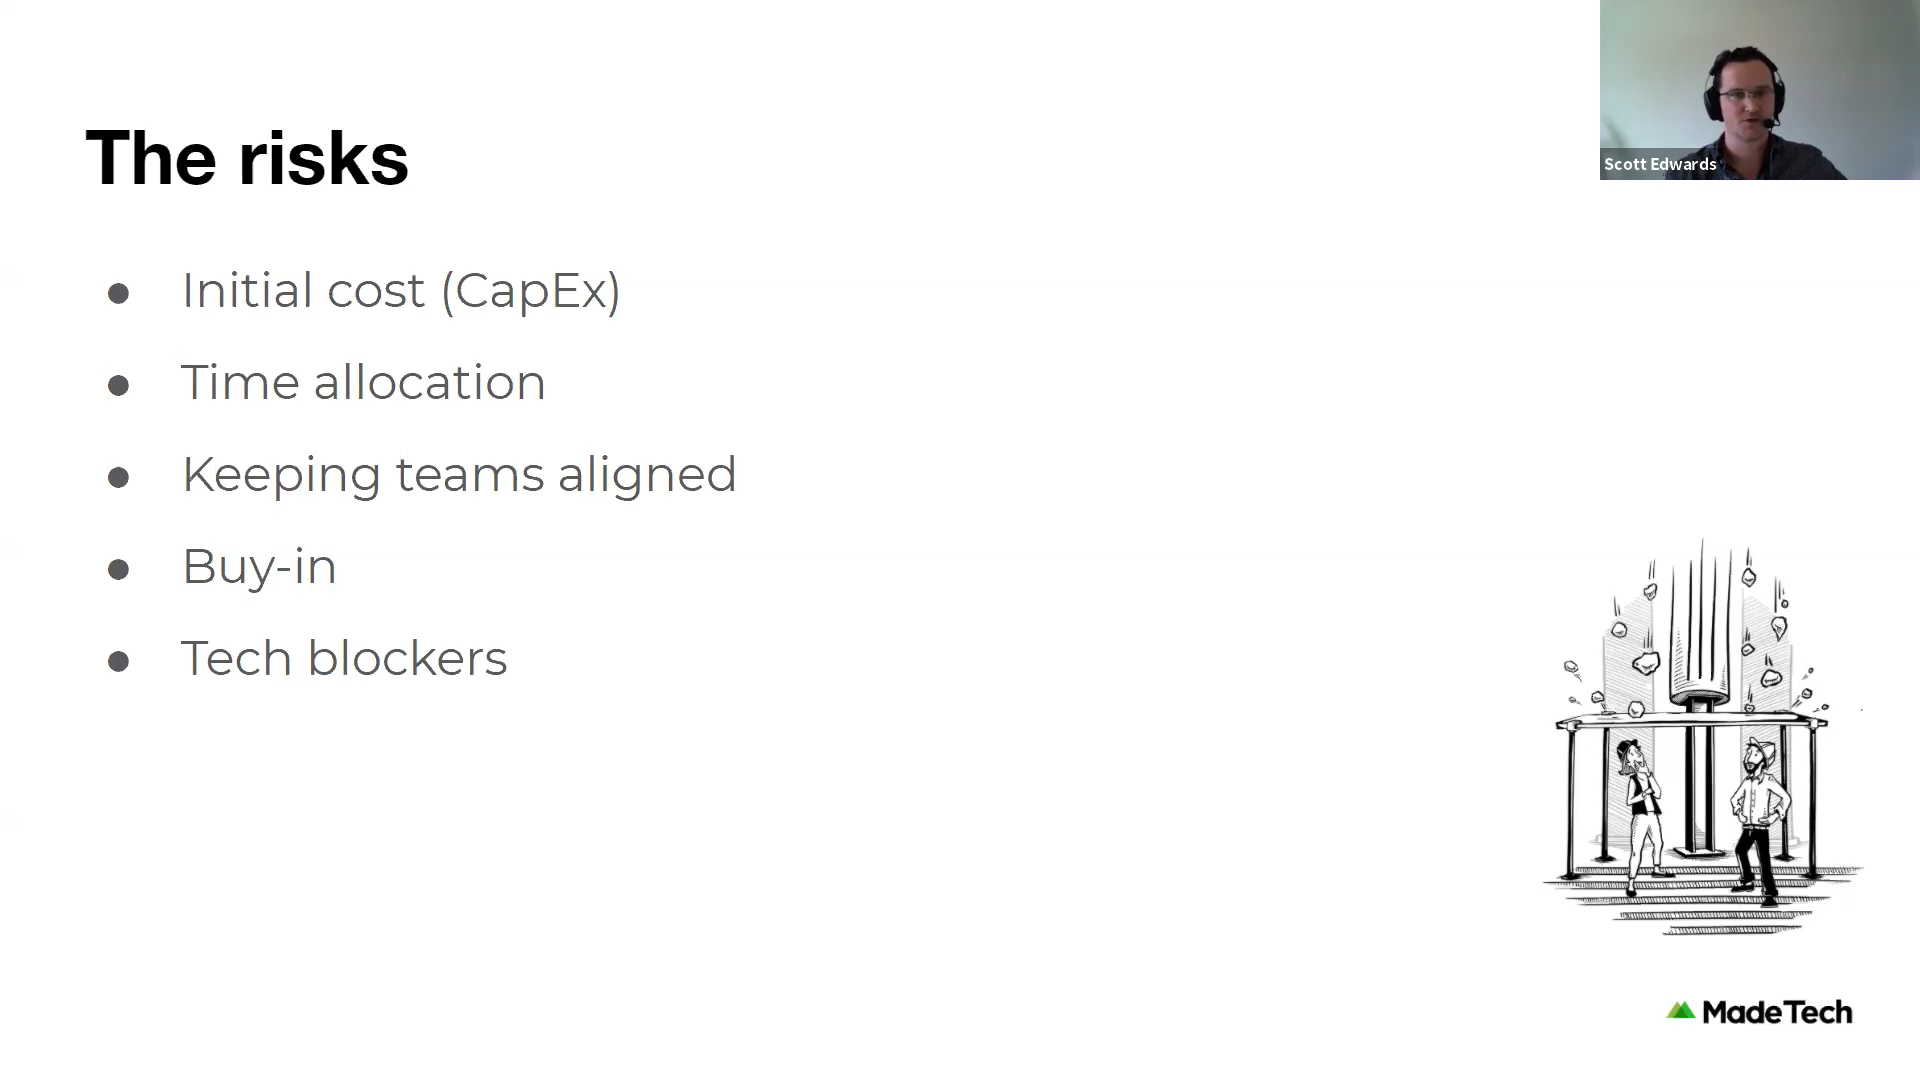 The risks
Initial cost (CapEx)
Time allocation
Keeping teams aligned
Buy-in
Tech blockers
Scott Edwards
MadeTech